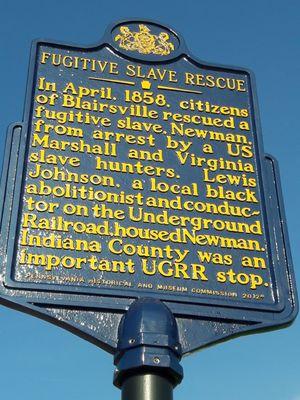 FUGITIVE SLAVE RESCUE
In April, 1858, citizens
of Blairsville rescued a
fugitive slave, Newman,
from arrest by a US
Marshall and Virginia
slave hunters. Lewis
Johnson, a local black
abolitionist and conduc-
tor on the Underground
Railroad, housed Newman.
Indiana County was an
important UGRR stop.
PENNSYLVANIA HISTORICAL AND MUSEUM COMMISSION 2012